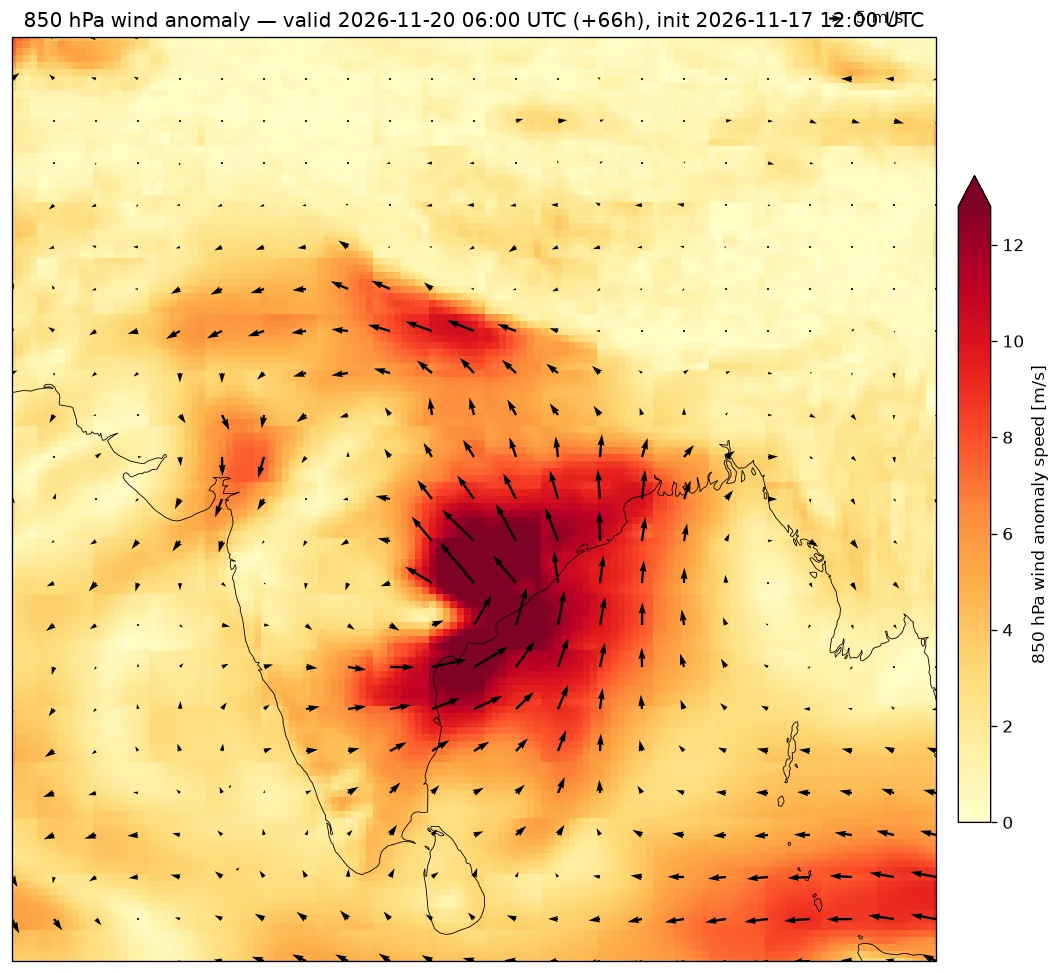 850 hPa wind anomaly — valid 2026-11-20 06:00 UTC (+66h), init 2026-11-17 12:00 UTC
5 m/s
12
10
8
6
4
2
0
850 hPa wind anomaly speed [m/s]